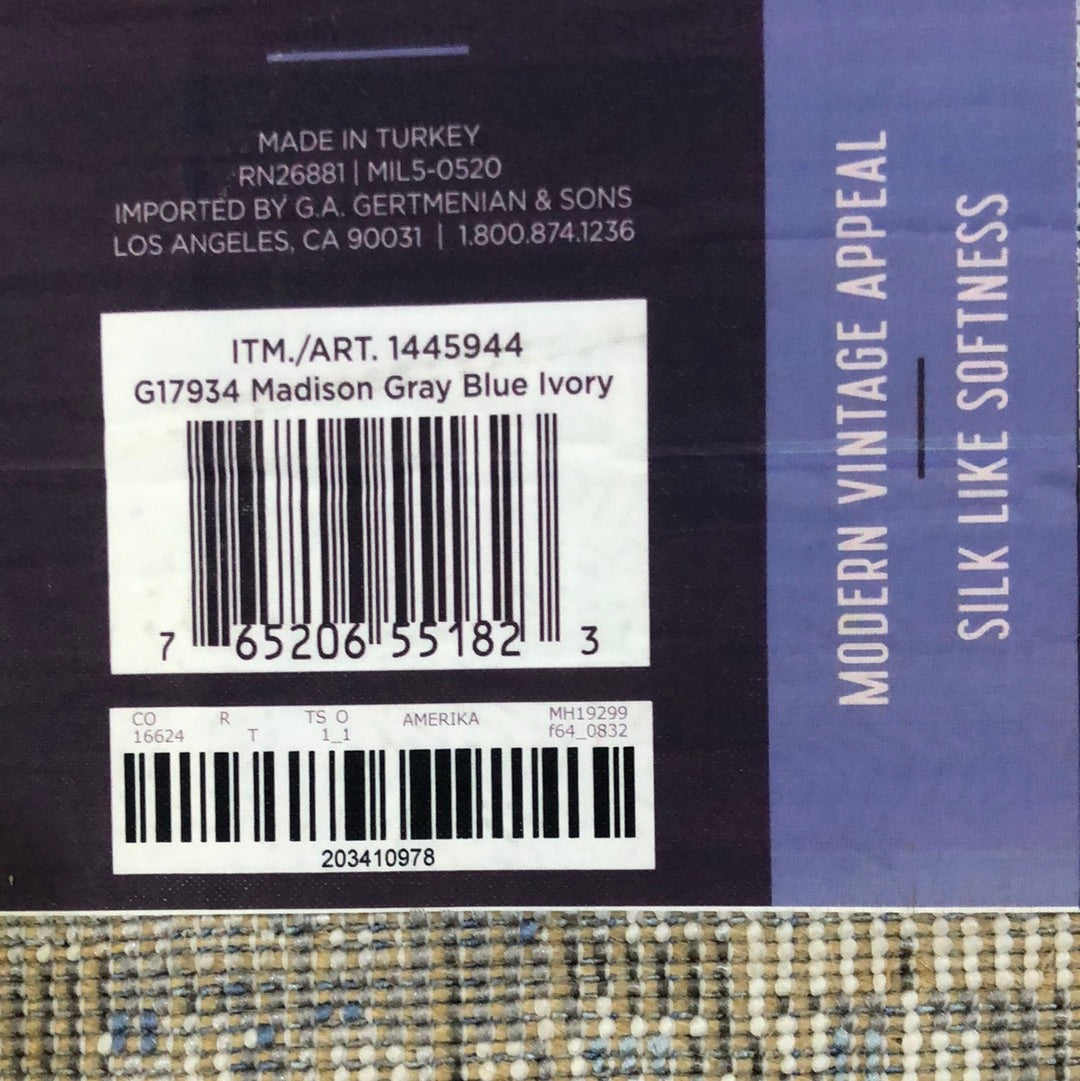 MADE IN TURKEY
RN26881 | MIL5-0520
IMPORTED BY G.A. GERTMENIAN & SONS
LOS ANGELES, CA 90031 | 1.800.874.1236
ITM./ART. 1445944
G17934 Madison Gray Blue Ivory
7 65206 55182 3
CO R TS O AMERIKA MH19299
16624 T 1_1 f64_0832
203410978
MODERN VINTAGE APPEAL
SILK LIKE SOFTNESS